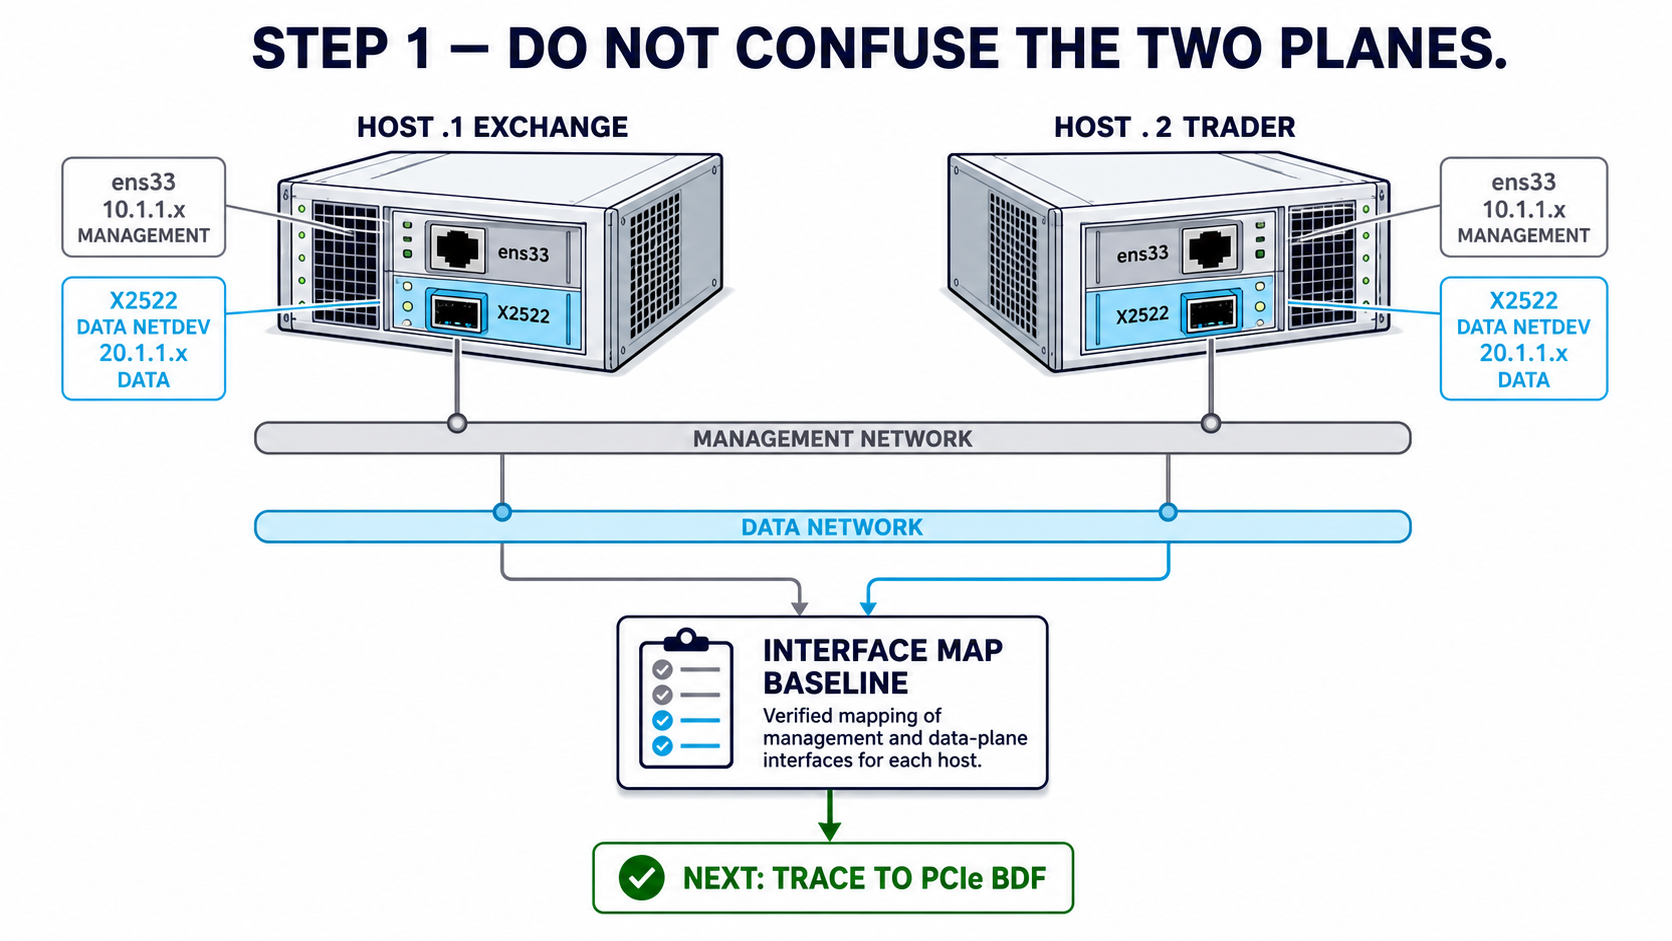 STEP 1 — DO NOT CONFUSE THE TWO PLANES.
HOST .1 EXCHANGE
HOST . 2 TRADER
ens33
10.1.1.x
MANAGEMENT
X2522
DATA NETDEV
20.1.1.x
DATA
ens33
X2522
ens33
X2522
ens33
10.1.1.x
MANAGEMENT
X2522
DATA NETDEV
20.1.1.x
DATA
MANAGEMENT NETWORK
DATA NETWORK
INTERFACE MAP
BASELINE
Verified mapping of
management and data-plane
interfaces for each host.
NEXT: TRACE TO PCIe BDF